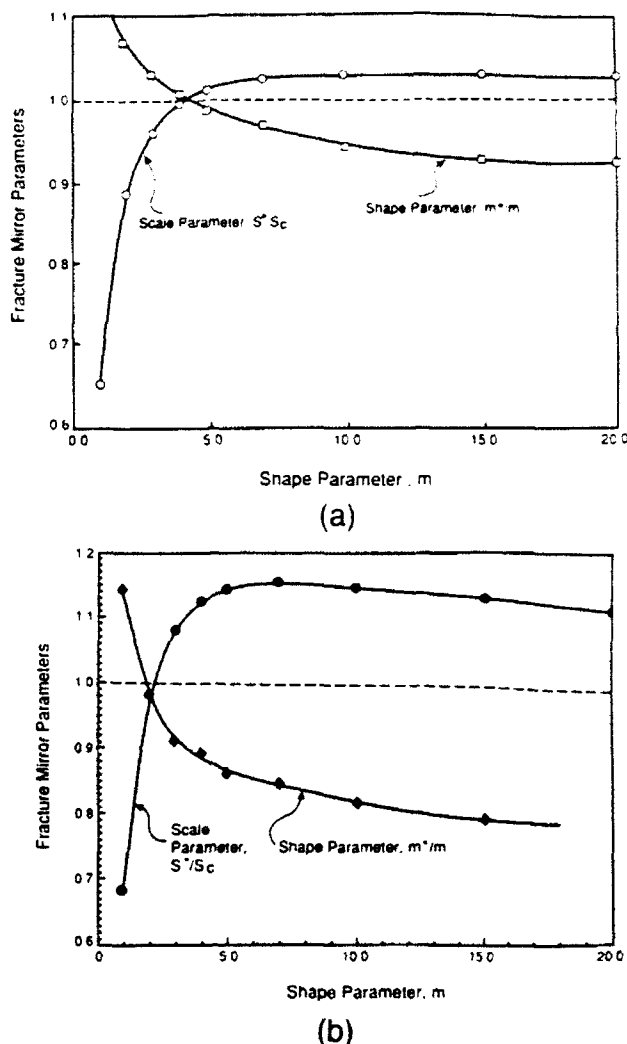 1.1
1.0
0.9
0.8
0.7
0.6
Fracture Mirror Parameters
Scale Parameter S* Sc
Shape Parameter m* m
0.0 5.0 10.0 15.0 20.0
Shape Parameter, m
(a)
1.2
1.1
1.0
0.9
0.8
0.7
0.6
Fracture Mirror Parameters
Scale
Parameter,
S*/Sc
Shape Parameter, m*/m
0 5.0 10.0 15.0 20.0
Shape Parameter, m
(b)